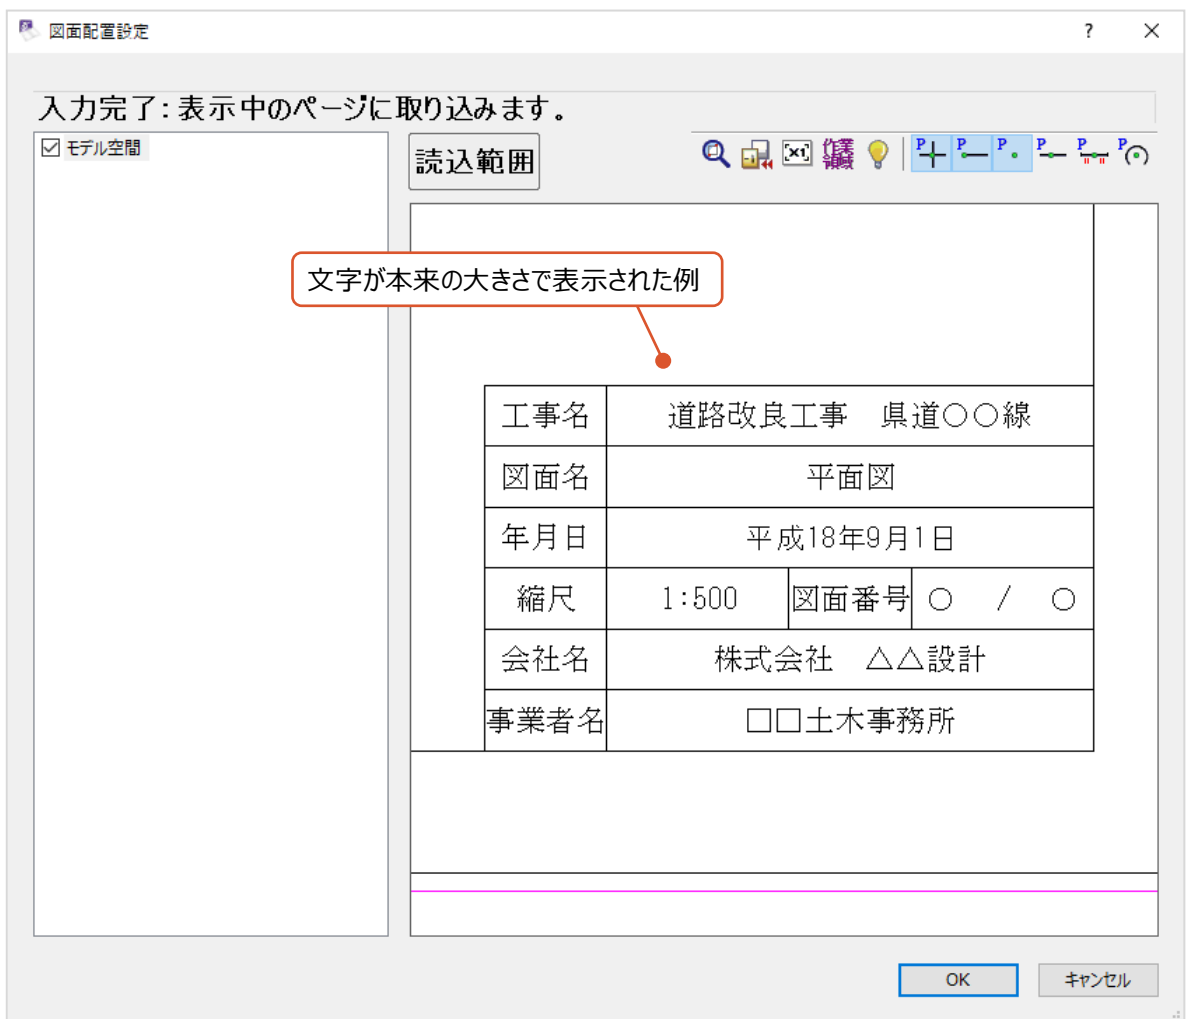 図面配置設定
入力完了:表示中のページに取り込みます。
モデル空間
読込範囲
×1 作業領域 P P P P P P
文字が本来の大きさで表示された例
工事名 道路改良工事 県道○○線
図面名 平面図
年月日 平成18年9月1日
縮尺 1:500 図面番号 ○ / ○
会社名 株式会社 △△設計
事業者名 □□土木事務所
OK キャンセル